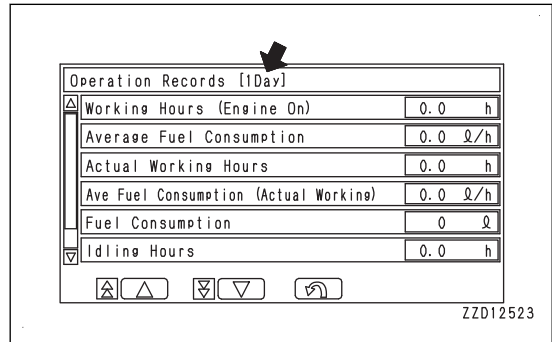 Operation Records [1Day]
Working Hours (Engine On) 0.0 h
Average Fuel Consumption 0.0 ℓ/h
Actual Working Hours 0.0 h
Ave Fuel Consumption (Actual Working) 0.0 ℓ/h
Fuel Consumption 0 ℓ
Idling Hours 0.0 h
ZZD12523